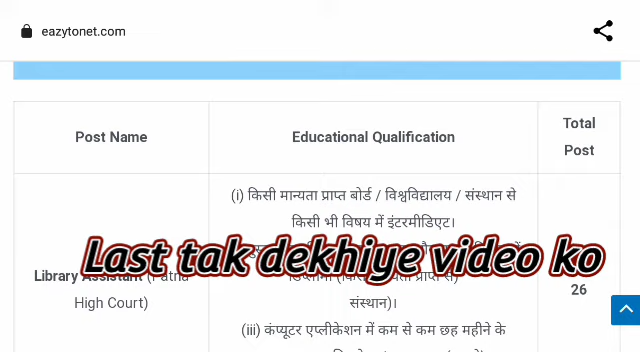 eazytonet.com
Post Name
Educational Qualification
Total
Post
(i) किसी मान्यता प्राप्त बोर्ड / विश्वविद्यालय / संस्थान से
किसी भी विषय में इंटरमीडिएट।
Last tak dekhiye video ko
Library Assistant (Patna
High Court)
संस्थान)।
26
(iii) कंप्यूटर एप्लीकेशन में कम से कम छह महीने के